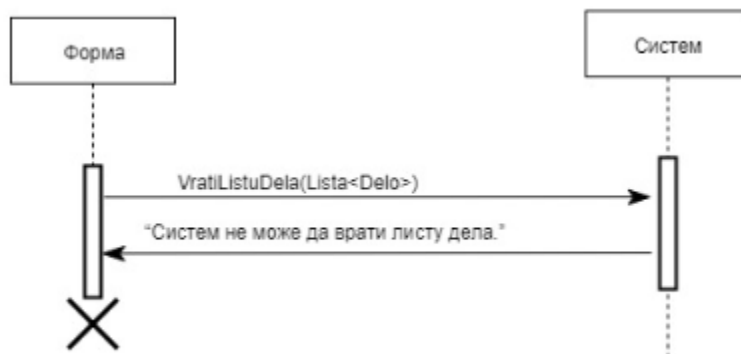 Форма
Систем
VratiListuDela(Lista<Delo>)
“Систем не може да врати листу дела.”